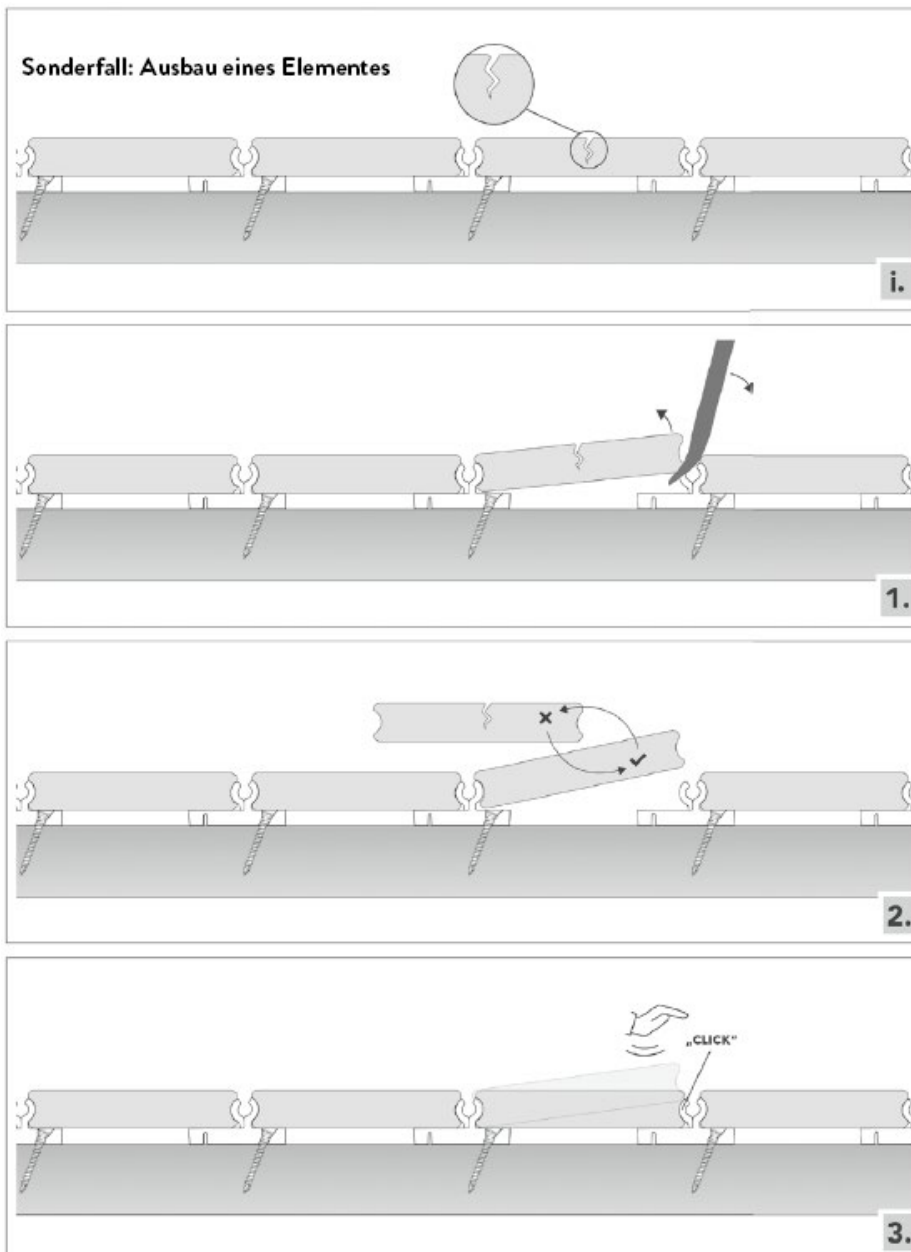 Sonderfall: Ausbau eines Elementes
i.
1.
2.
„CLICK"
3.